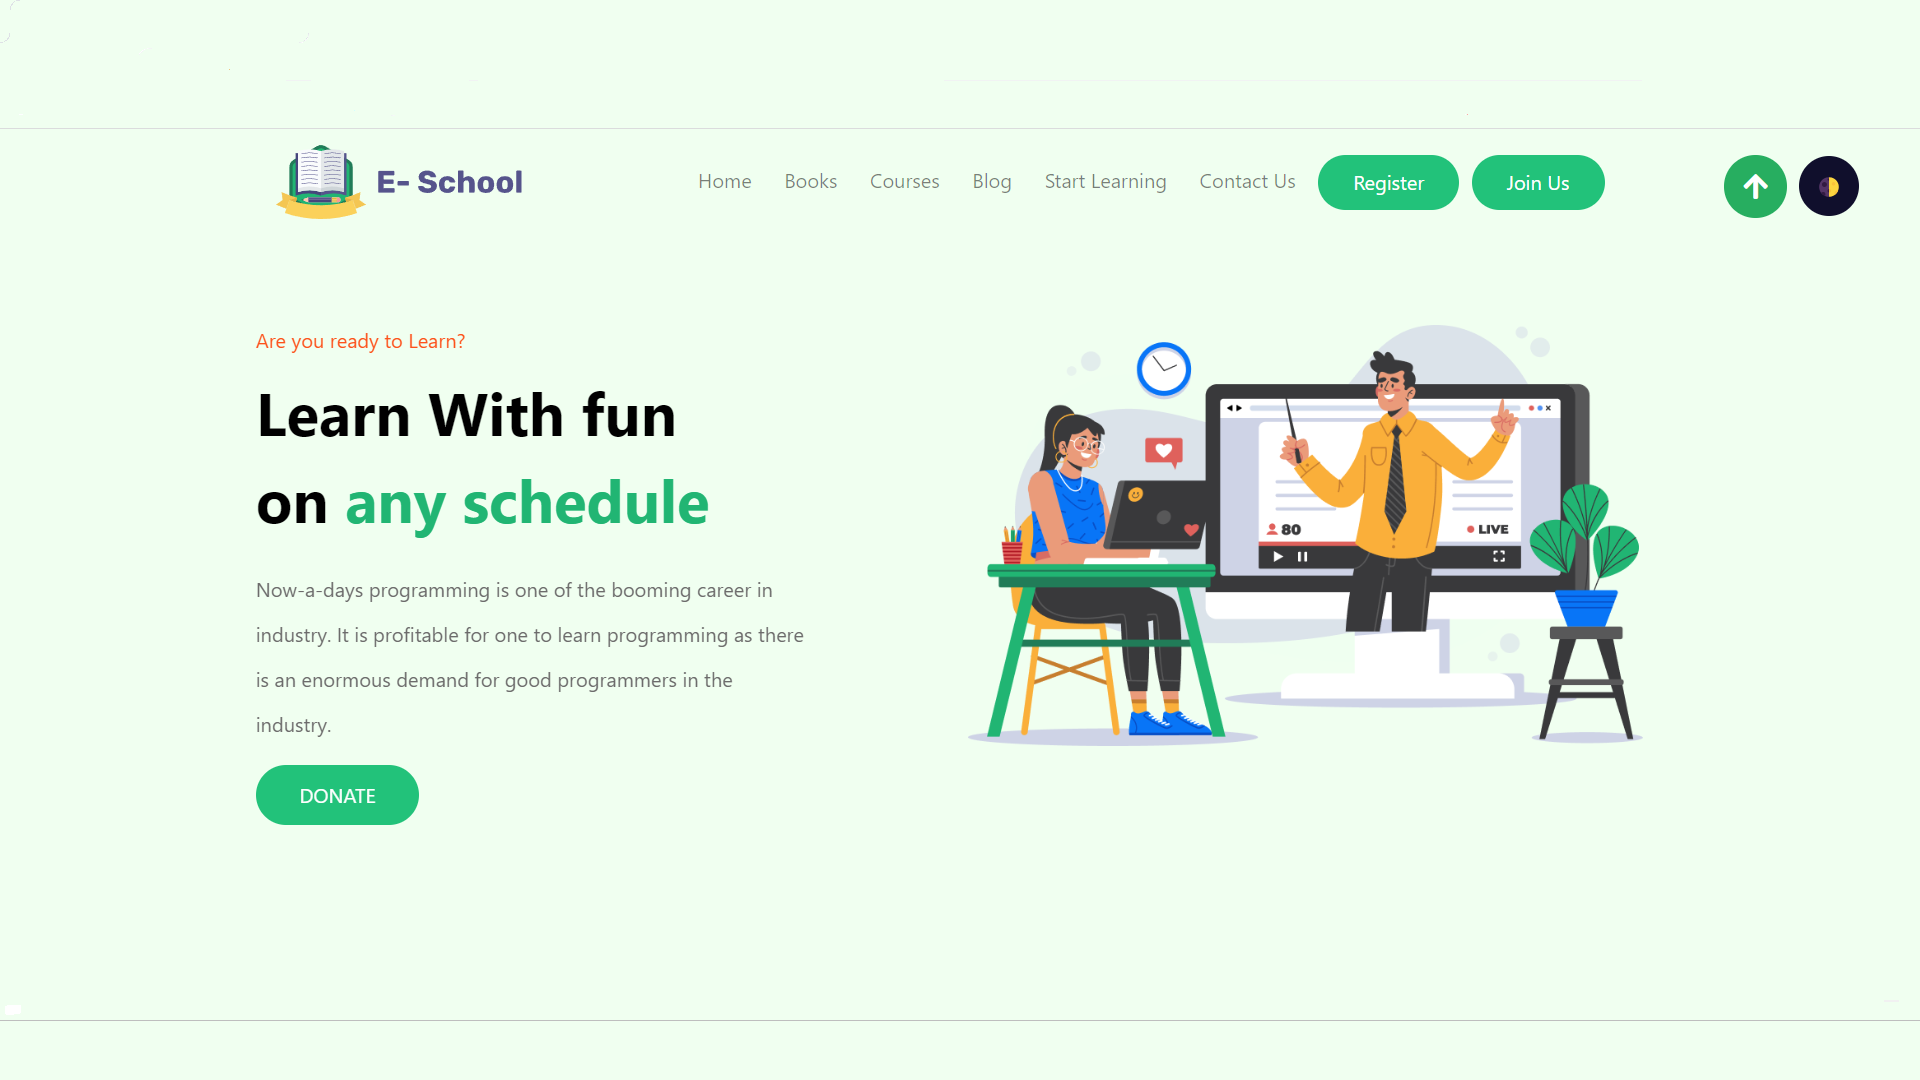 E- School
Home Books Courses Blog Start Learning Contact Us Register Join Us
Are you ready to Learn?
Learn With fun
on any schedule
Now-a-days programming is one of the booming career in
industry. It is profitable for one to learn programming as there
is an enormous demand for good programmers in the
industry.
DONATE
80
LIVE